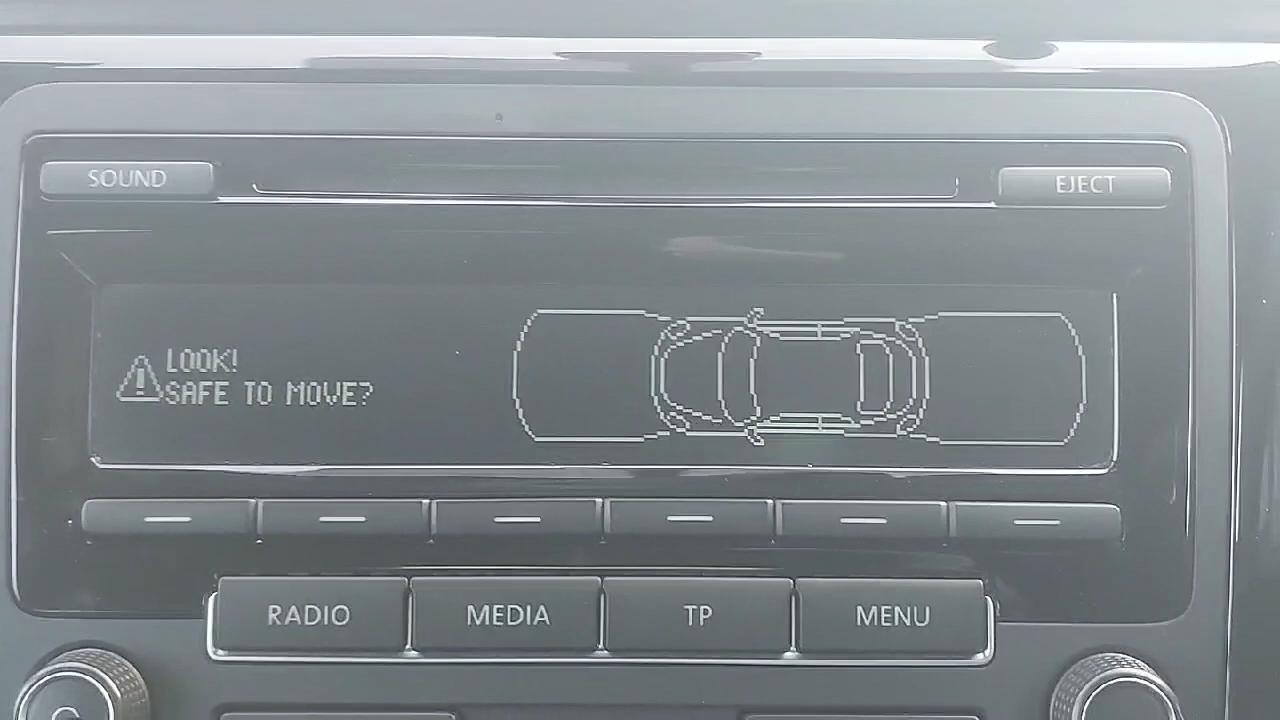 SOUND
EJECT
LOOK!
SAFE TO MOVE?
RADIO
MEDIA
TP
MENU